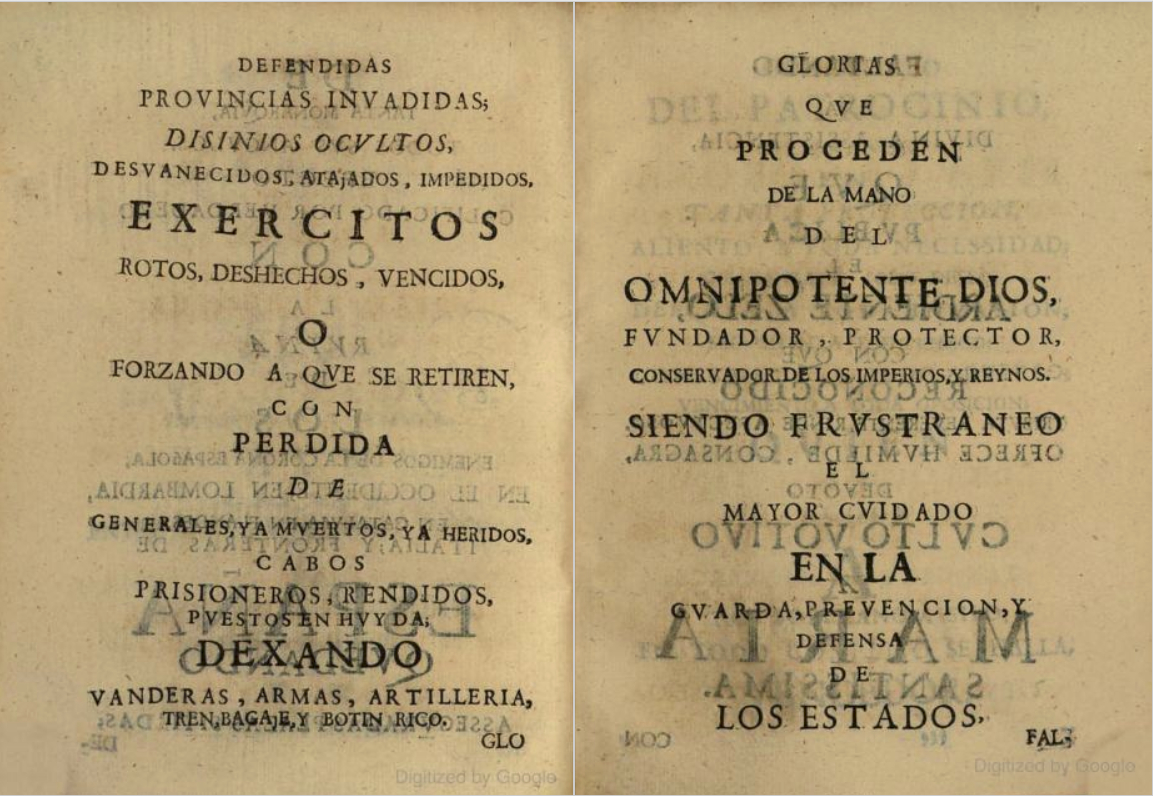 DEFENDIDAS
PROVINCIAS INVADIDAS;
DISINIOS OCVLTOS,
DESVANECIDOS, ATAJADOS, IMPEDIDOS,
EXERCITOS
ROTOS, DESHECHOS, VENCIDOS,
O
FORZANDO A QVE SE RETIREN,
CON
PERDIDA
DE
GENERALES, YA MVERTOS, YA HERIDOS,
CABOS
PRISIONEROS, RENDIDOS,
PVESTOS EN HVYDA;
DEXANDO
VANDERAS, ARMAS, ARTILLERIA,
TREN, BAGAJE, Y BOTIN RICO.
GLO
Digitized by Google
GLORIAS
QVE
PROCEDEN
DE LA MANO
DEL
OMNIPOTENTE DIOS,
FVNDADOR, PROTECTOR,
CONSERVADOR DE LOS IMPERIOS, Y REYNOS.
SIENDO FRVSTRANEO
EL
MAYOR CVIDADO
EN LA
GVARDA, PREVENCION, Y
DEFENSA
DE
LOS ESTADOS,
FAL-
Digitized by Google